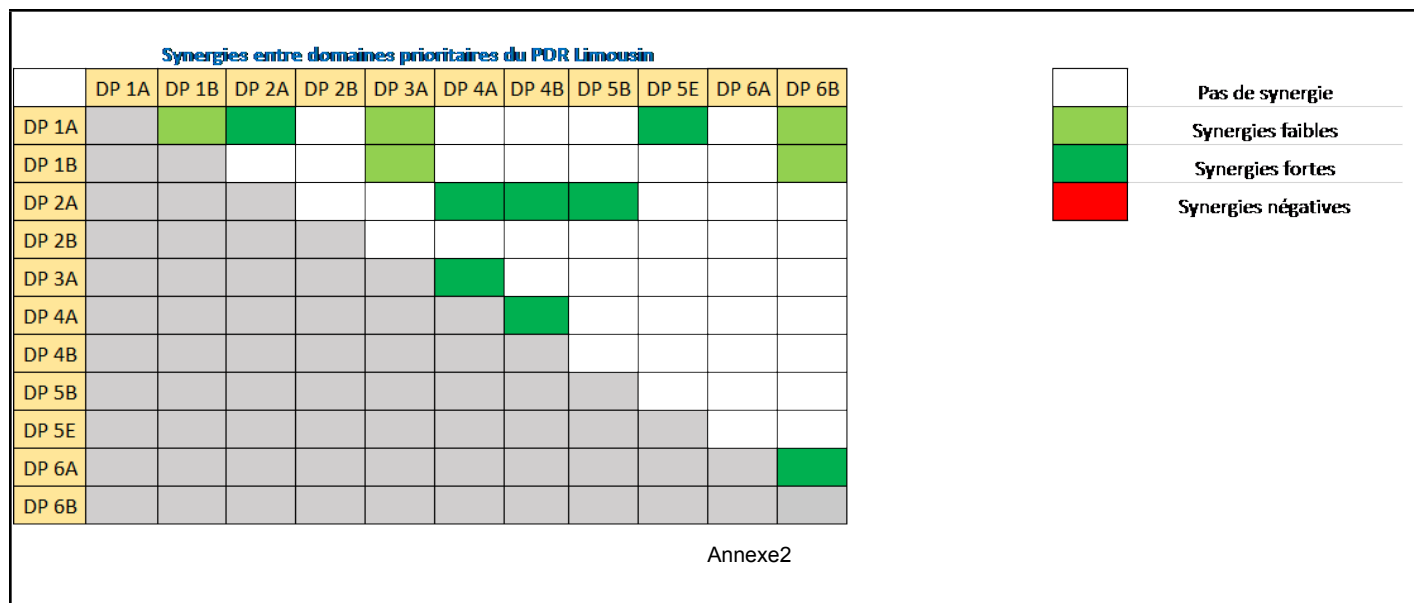 Synergies entre domaines prioritaires du PDR Limousin
DP 1A DP 1B DP 2A DP 2B DP 3A DP 4A DP 4B DP 5B DP 5E DP 6A DP 6B
DP 1A
DP 1B
DP 2A
DP 2B
DP 3A
DP 4A
DP 4B
DP 5B
DP 5E
DP 6A
DP 6B
Pas de synergie
Synergies faibles
Synergies fortes
Synergies négatives
Annexe2